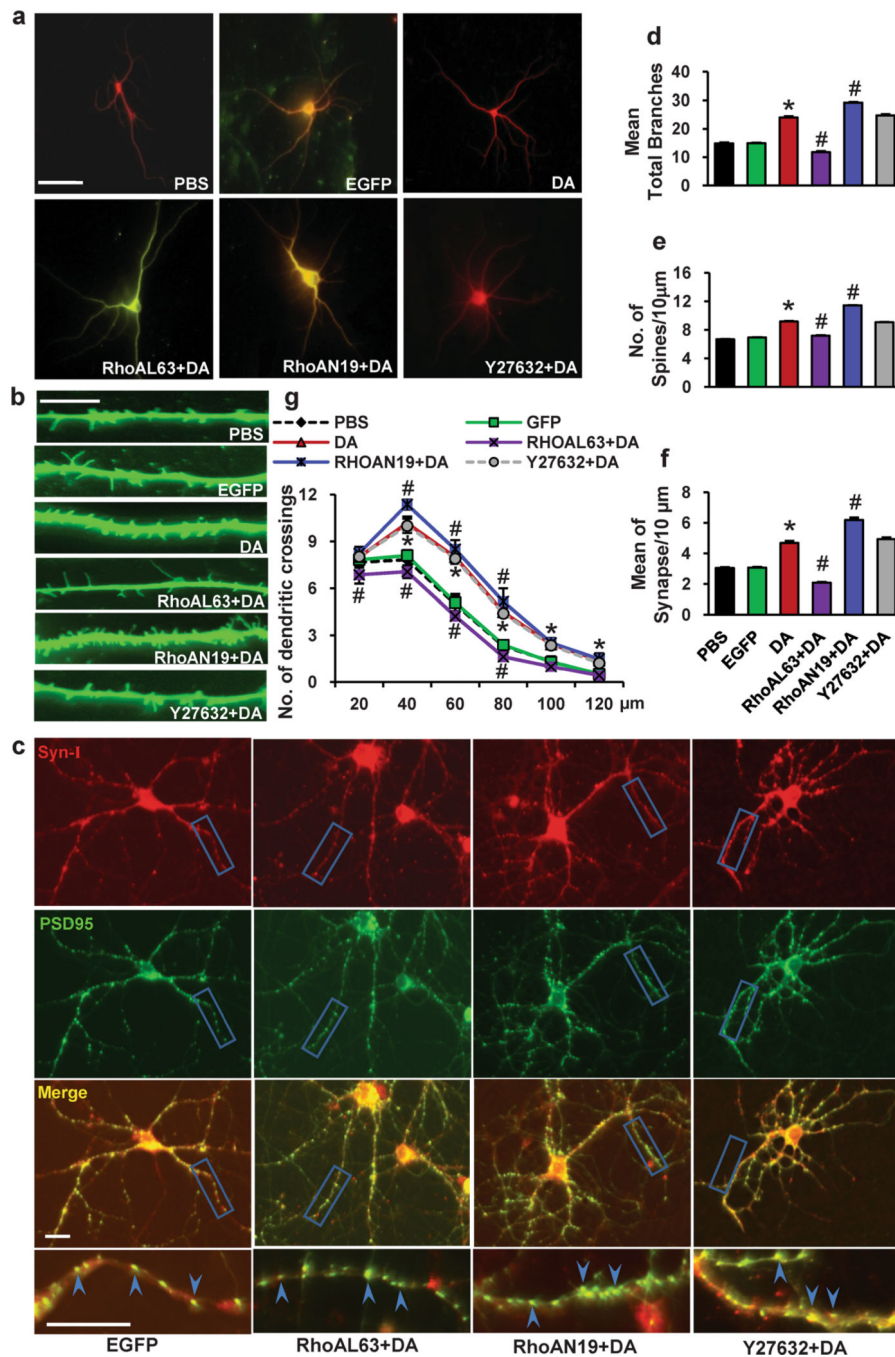 a
PBS
EGFP
DA
RhoAL63+DA
RhoAN19+DA
Y27632+DA
b
PBS
EGFP
DA
RhoAL63+DA
RhoAN19+DA
Y27632+DA
g
PBS
GFP
DA
RHOAL63+DA
RHOAN19+DA
Y27632+DA
No. of dendritic crossings
12
9
6
3
0
# # # # # # # #
* * * * *
20 40 60 80 100 120 µm
d
Mean
Total Branches
40
30
20
10
0
* # #
e
No. of
Spines/10µm
16
12
8
4
0
* # #
f
Mean of
Synapse/10 µm
8
6
4
2
0
* # #
PBS
EGFP
DA
RhoAL63+DA
RhoAN19+DA
Y27632+DA
c
Syn-I
PSD95
Merge
EGFP
RhoAL63+DA
RhoAN19+DA
Y27632+DA